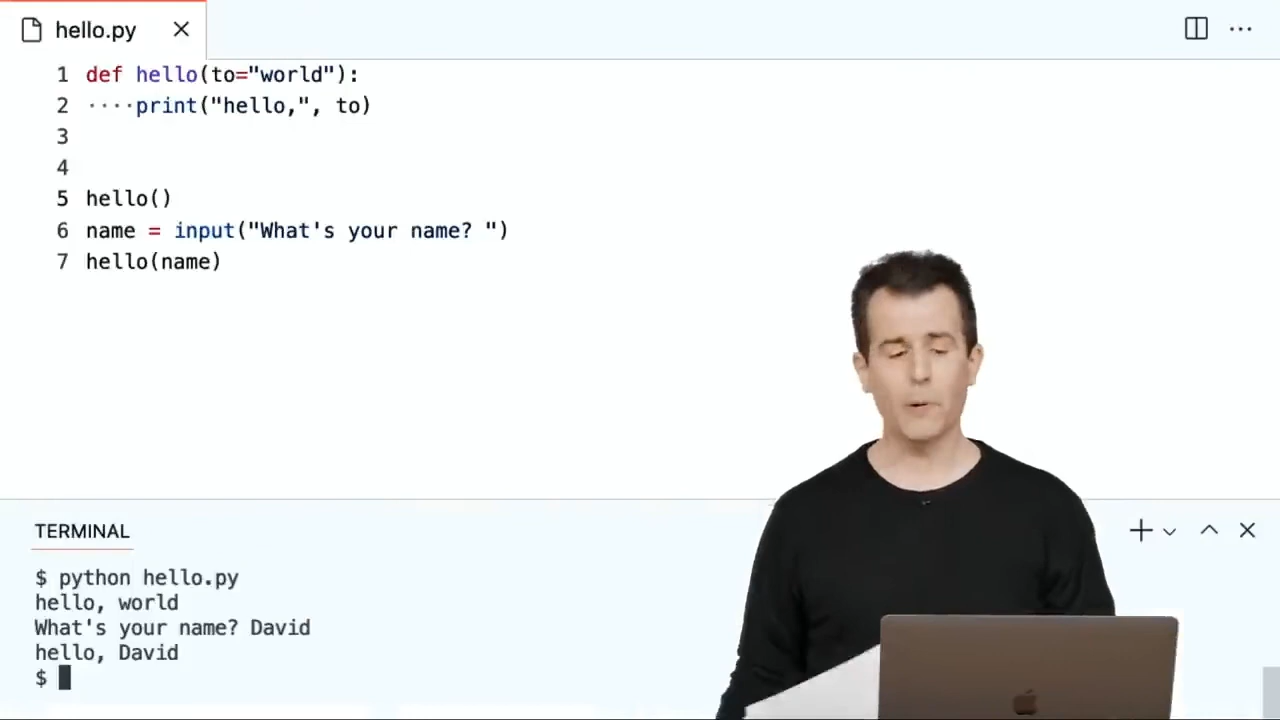 hello.py
1 def hello(to="world"):
2 ····print("hello,", to)
3
4
5 hello()
6 name = input("What's your name? ")
7 hello(name)
TERMINAL
$ python hello.py
hello, world
What's your name? David
hello, David
$